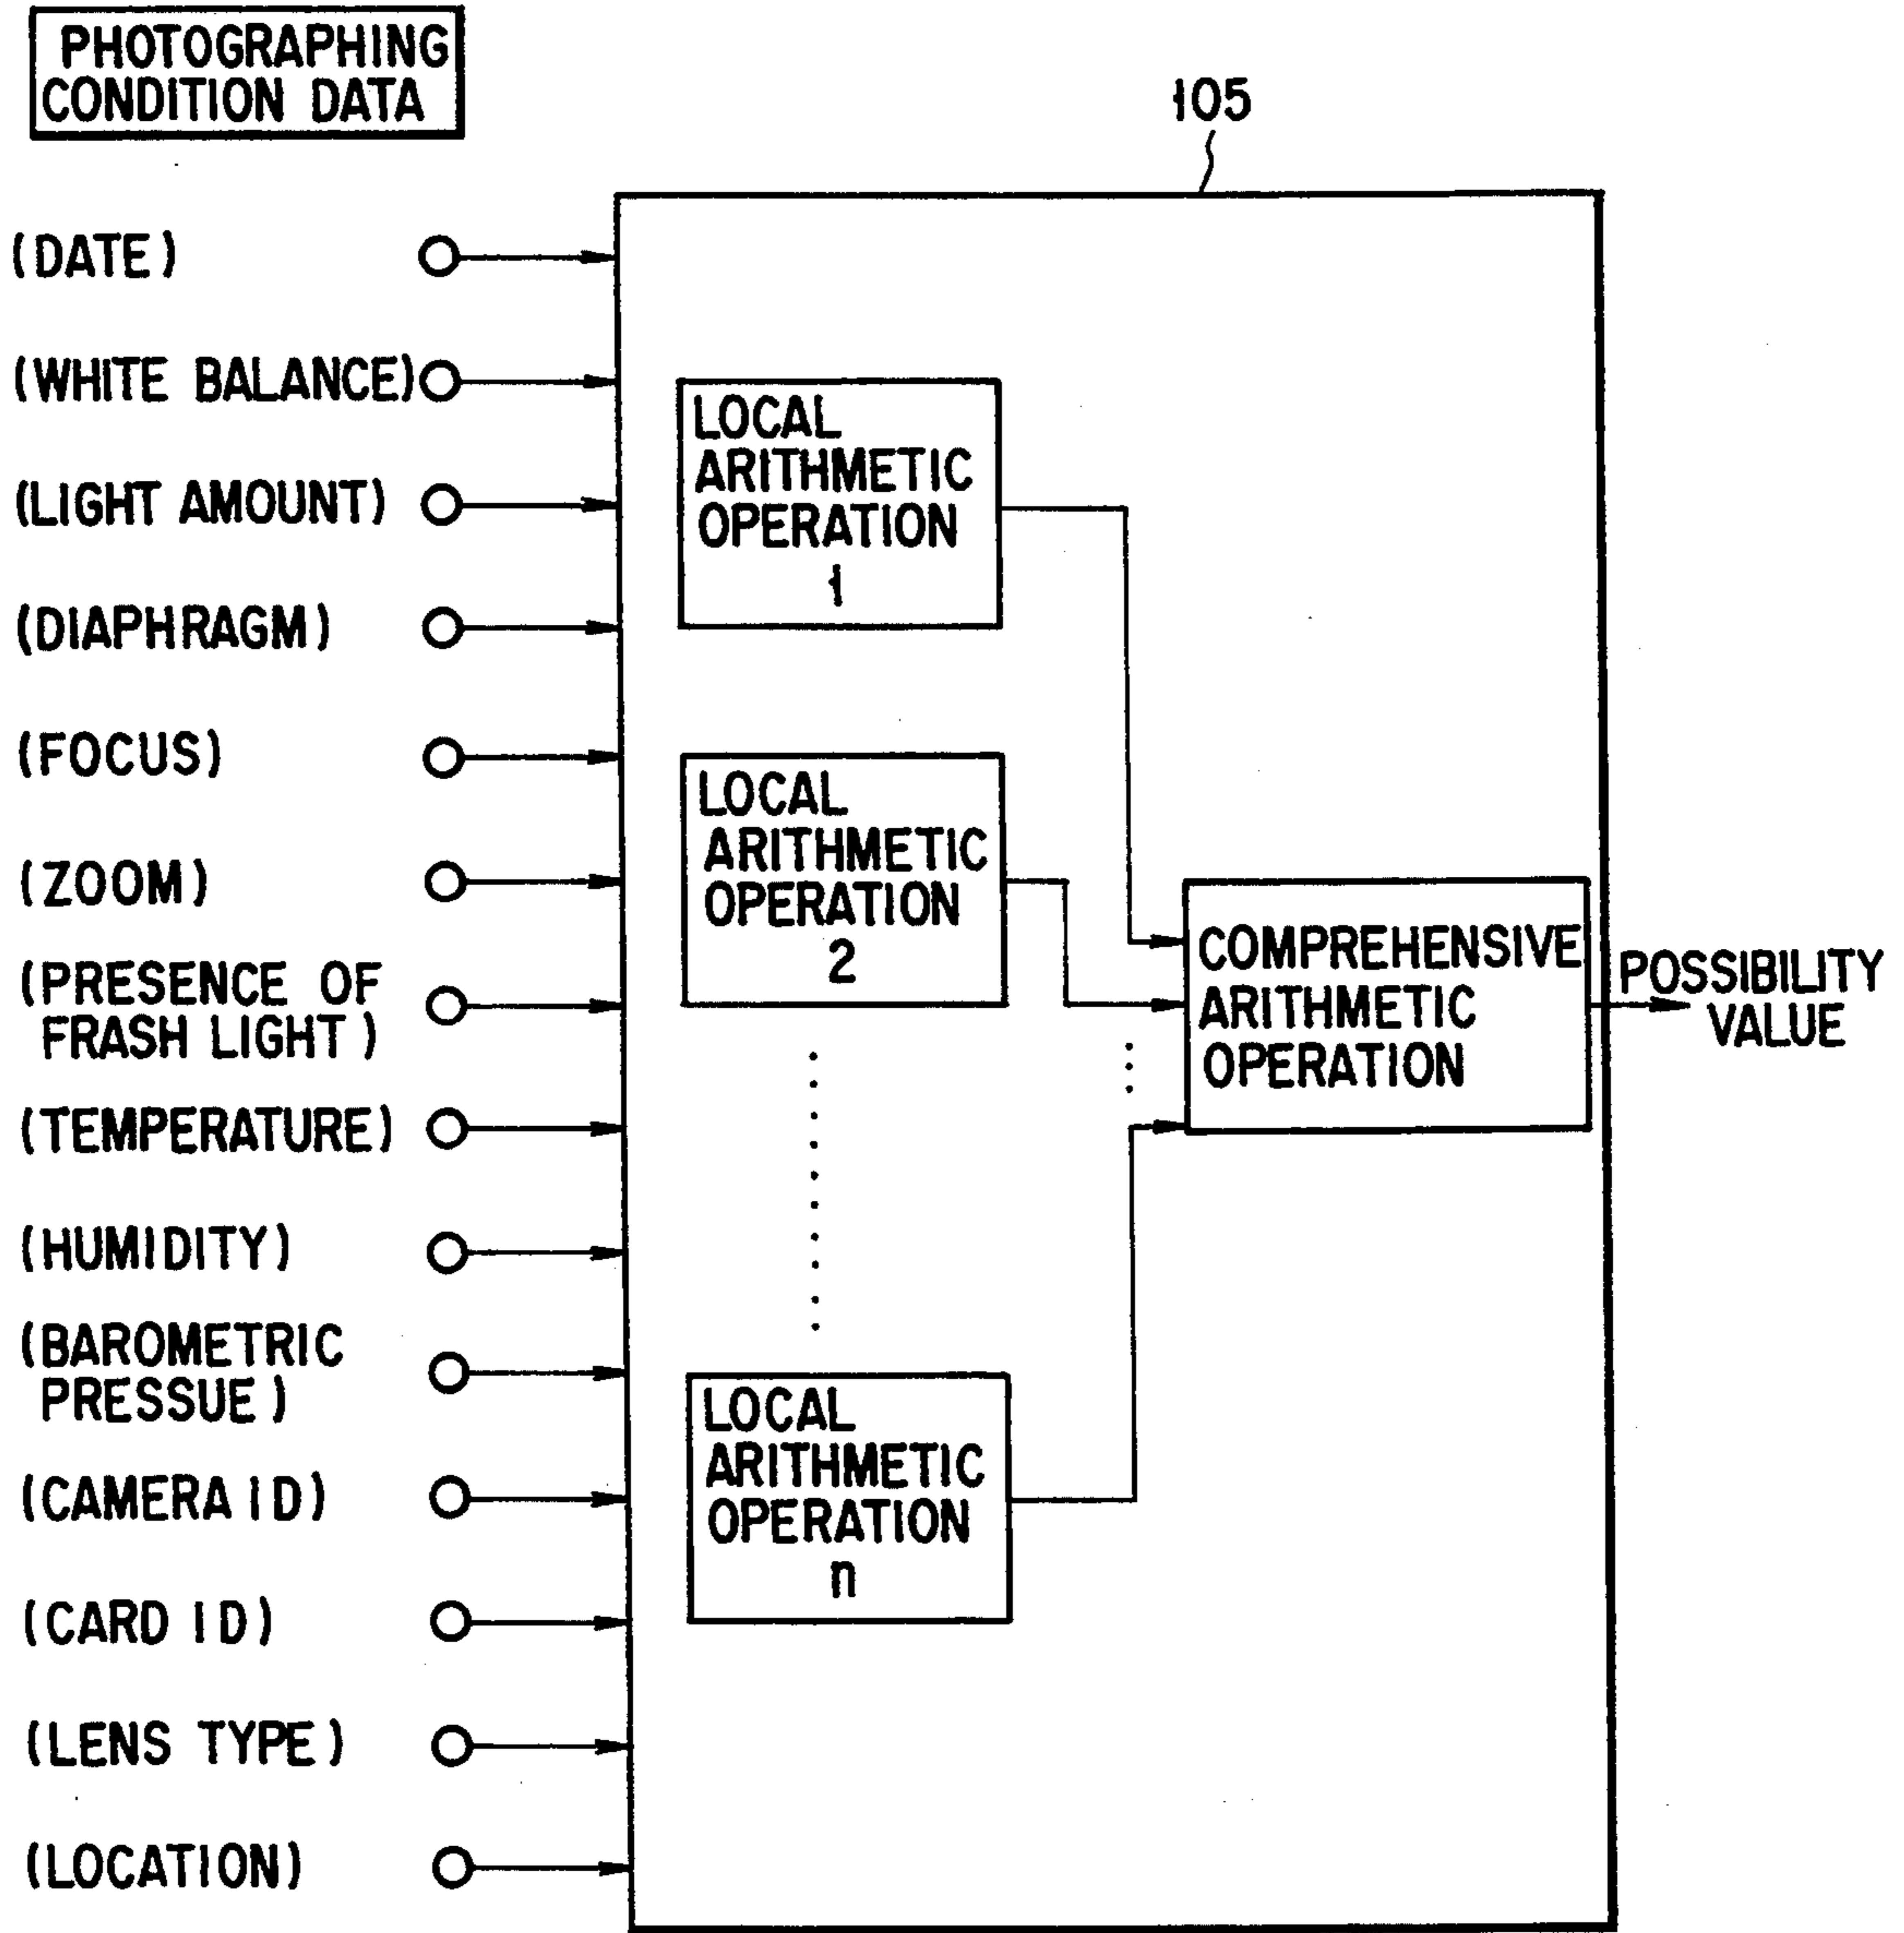 PHOTOGRAPHING
CONDITION DATA
105
(DATE)
(WHITE BALANCE)
(LIGHT AMOUNT)
(DIAPHRAGM)
(FOCUS)
(ZOOM)
(PRESENCE OF
FRASH LIGHT)
(TEMPERATURE)
(HUMIDITY)
(BAROMETRIC
PRESSUE)
(CAMERA ID)
(CARD ID)
(LENS TYPE)
(LOCATION)
LOCAL
ARITHMETIC
OPERATION
1
LOCAL
ARITHMETIC
OPERATION
2
LOCAL
ARITHMETIC
OPERATION
n
COMPREHENSIVE
ARITHMETIC
OPERATION
POSSIBILITY
VALUE